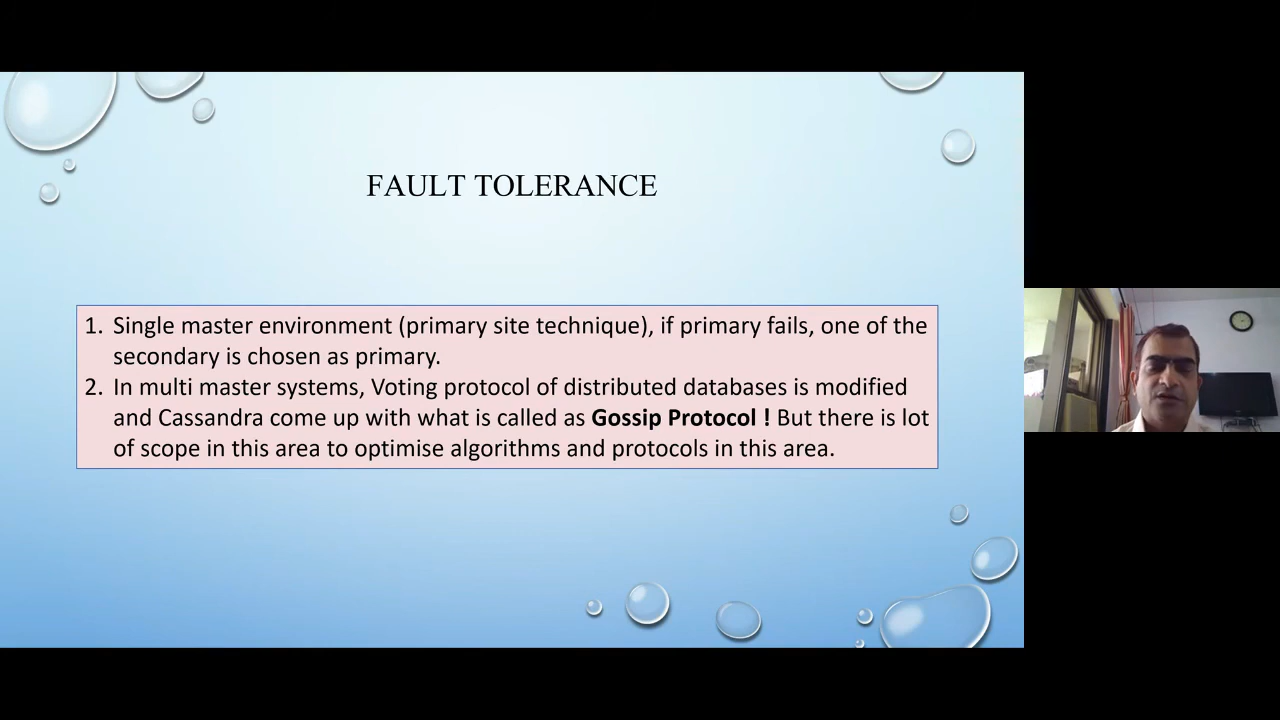 FAULT TOLERANCE
1. Single master environment (primary site technique), if primary fails, one of the
secondary is chosen as primary.
2. In multi master systems, Voting protocol of distributed databases is modified
and Cassandra come up with what is called as Gossip Protocol ! But there is lot
of scope in this area to optimise algorithms and protocols in this area.